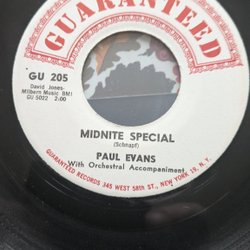 GUARANTEED
GU 205
David Jones-
Milbern Music BMI
GU 5022 2:00
MIDNITE SPECIAL
(Schnapf)
PAUL EVANS
With Orchestral Accompaniment
GUARANTEED RECORDS 345 WEST 58th ST., NEW YORK 19, N.Y.